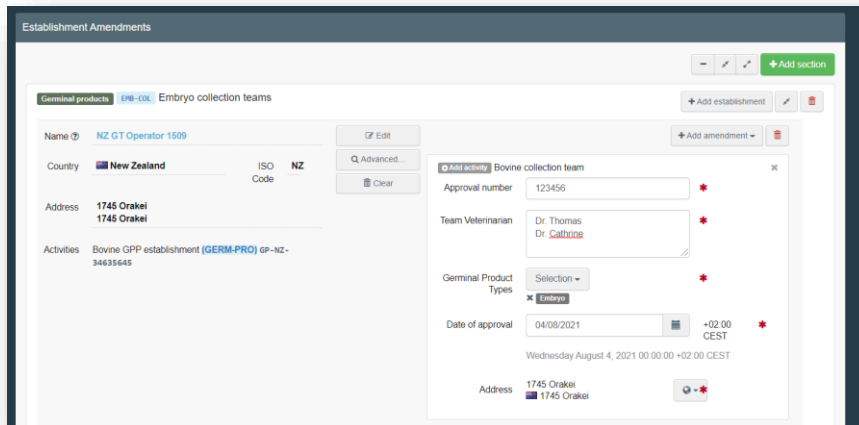 Establishment Amendments
Add section
Germinal products EMB-COL Embryo collection teams
Add establishment
Name NZ GT Operator 1509
Edit
Add amendment
Country New Zealand ISO Code NZ
Advanced...
Clear
Address 1745 Orakei
1745 Orakei
Activities Bovine GPP establishment (GERM-PRO) GP-NZ-
34635645
Add activity Bovine collection team
Approval number 123456
Team Veterinarian Dr. Thomas
Dr. Cathrine
Germinal Product Types Selection
Embryo
Date of approval 04/08/2021 +02:00
CEST
Wednesday August 4, 2021 00:00:00 +02:00 CEST
Address 1745 Orakei
1745 Orakei